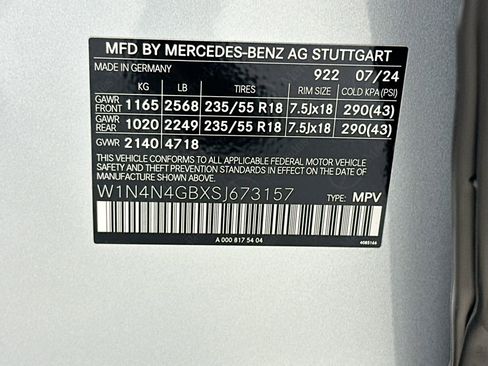 MFD BY MERCEDES-BENZ AG STUTTGART
MADE IN GERMANY 922 07/24
KG LB TIRES RIM SIZE COLD KPA (PSI)
GAWR FRONT 1165 2568 235/55 R18 7.5Jx18 290(43)
GAWR REAR 1020 2249 235/55 R18 7.5Jx18 290(43)
GVWR 2140 4718
THIS VEHICLE CONFORMS TO ALL APPLICABLE FEDERAL MOTOR VEHICLE
SAFETY AND THEFT PREVENTION STANDARDS IN EFFECT ON THE DATE
OF MANUFACTURE SHOWN ABOVE.
W1N4N4GBXSJ673157 TYPE: MPV
A 000 817 54 04 4085166